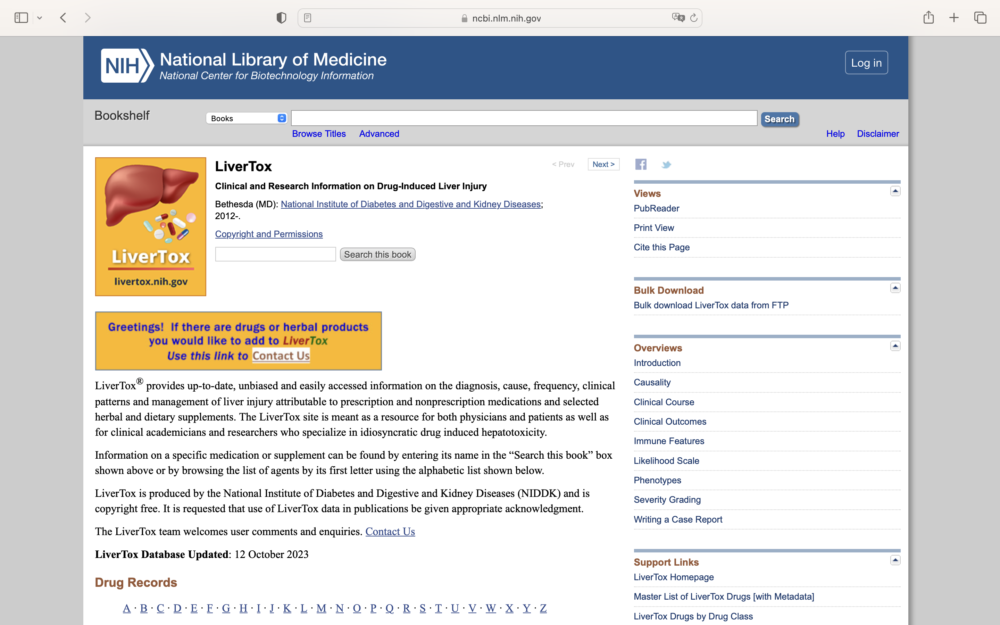 ncbi.nlm.nih.gov
NIH
National Library of Medicine
National Center for Biotechnology Information
Log in
Bookshelf
Books
Search
Browse Titles
Advanced
Help
Disclaimer
LiverTox
livertox.nih.gov
LiverTox
< Prev
Next >
Clinical and Research Information on Drug-Induced Liver Injury
Bethesda (MD): National Institute of Diabetes and Digestive and Kidney Diseases;
2012-.
Copyright and Permissions
Search this book
Greetings! If there are drugs or herbal products
you would like to add to LiverTox
Use this link to Contact Us
LiverTox® provides up-to-date, unbiased and easily accessed information on the diagnosis, cause, frequency, clinical
patterns and management of liver injury attributable to prescription and nonprescription medications and selected
herbal and dietary supplements. The LiverTox site is meant as a resource for both physicians and patients as well as
for clinical academicians and researchers who specialize in idiosyncratic drug induced hepatotoxicity.
Information on a specific medication or supplement can be found by entering its name in the “Search this book” box
shown above or by browsing the list of agents by its first letter using the alphabetic list shown below.
LiverTox is produced by the National Institute of Diabetes and Digestive and Kidney Diseases (NIDDK) and is
copyright free. It is requested that use of LiverTox data in publications be given appropriate acknowledgment.
The LiverTox team welcomes user comments and enquiries. Contact Us
LiverTox Database Updated: 12 October 2023
Drug Records
A · B · C · D · E · F · G · H · I · J · K · L · M · N · O · P · Q · R · S · T · U · V · W · X · Y · Z
Views
PubReader
Print View
Cite this Page
Bulk Download
Bulk download LiverTox data from FTP
Overviews
Introduction
Causality
Clinical Course
Clinical Outcomes
Immune Features
Likelihood Scale
Phenotypes
Severity Grading
Writing a Case Report
Support Links
LiverTox Homepage
Master List of LiverTox Drugs [with Metadata]
LiverTox Drugs by Drug Class